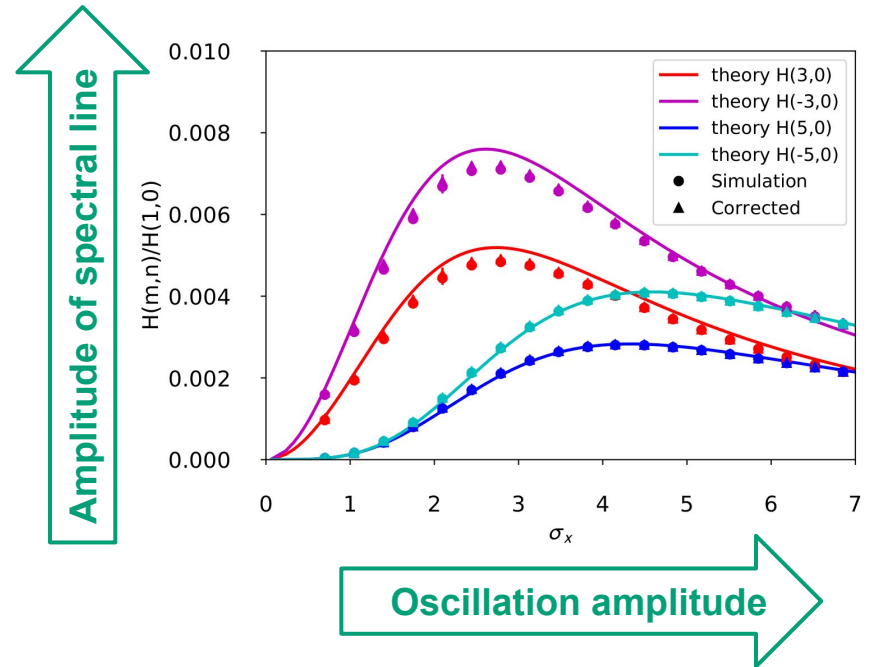 Amplitude of spectral line
H(m,n)/H(1,0)
0.010
0.008
0.006
0.004
0.002
0.000
theory H(3,0)
theory H(-3,0)
theory H(5,0)
theory H(-5,0)
Simulation
Corrected
0 1 2 3 4 5 6 7
σₓ
Oscillation amplitude